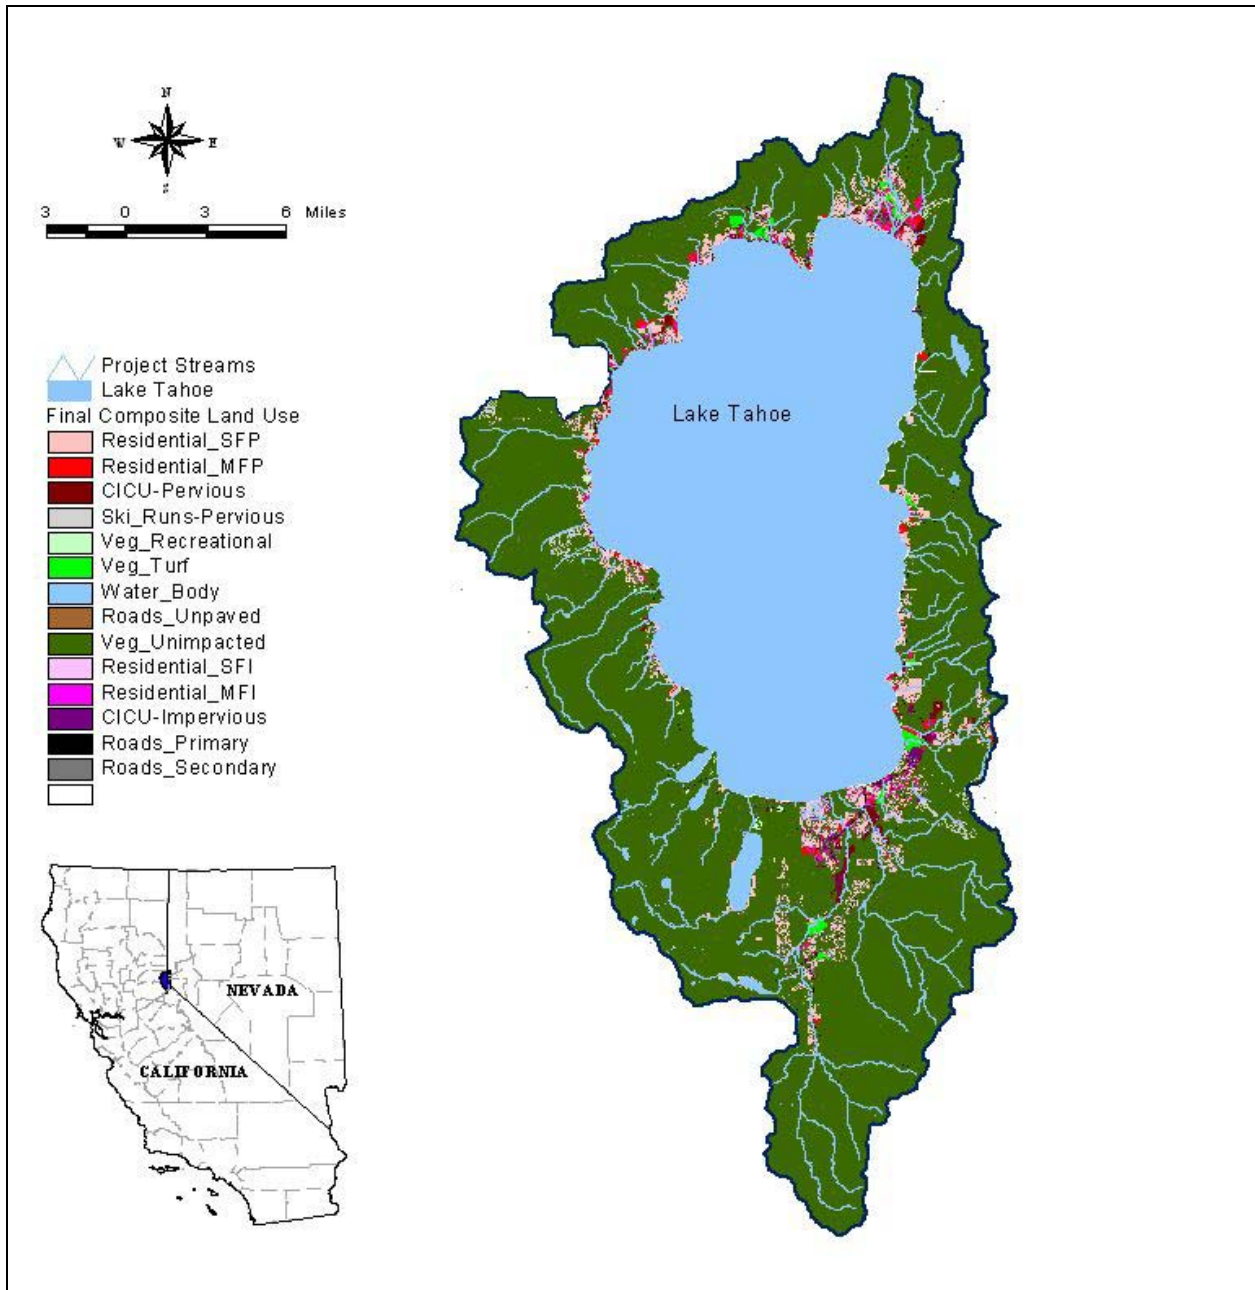 N
W E
S
3 0 3 6 Miles
Project Streams
Lake Tahoe
Final Composite Land Use
Residential_SFP
Residential_MFP
CICU-Pervious
Ski_Runs-Pervious
Veg_Recreational
Veg_Turf
Water_Body
Roads_Unpaved
Veg_Unimpacted
Residential_SFI
Residential_MFI
CICU-Impervious
Roads_Primary
Roads_Secondary
Lake Tahoe
NEVADA
CALIFORNIA